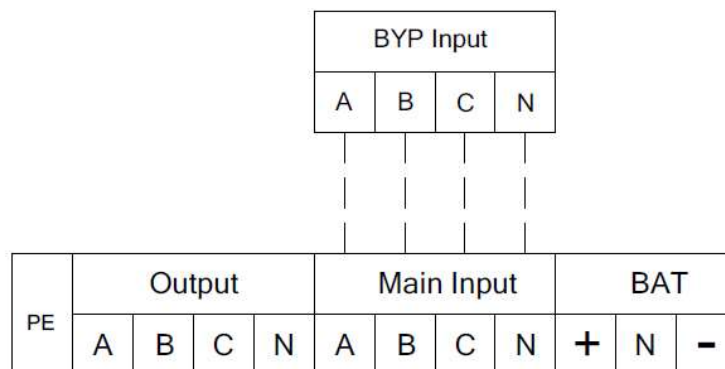 BYP Input
A B C N
Output Main Input BAT
PE
A B C N A B C N + N -